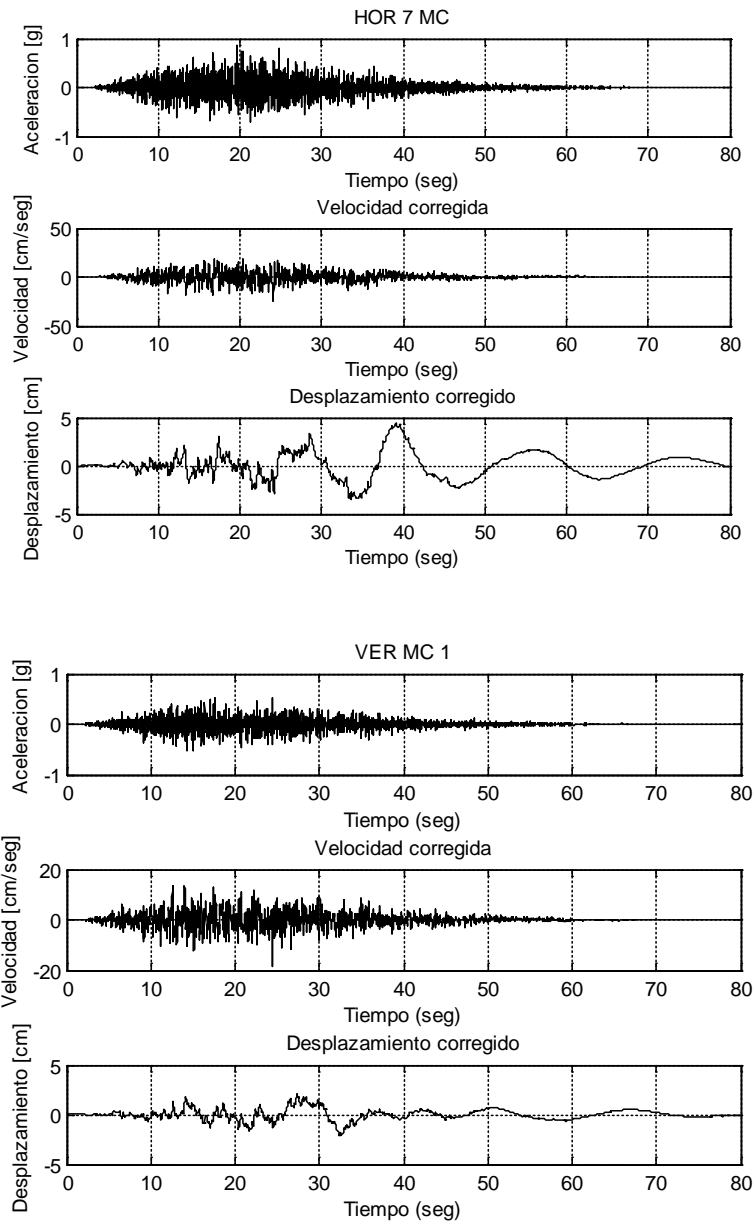 HOR 7 MC
Aceleracion [g]
1
0
-1
0 10 20 30 40 50 60 70 80
Tiempo (seg)
Velocidad corregida
Velocidad [cm/seg]
50
0
-50
0 10 20 30 40 50 60 70 80
Tiempo (seg)
Desplazamiento corregido
Desplazamiento [cm]
5
0
-5
0 10 20 30 40 50 60 70 80
Tiempo (seg)
VER MC 1
Aceleracion [g]
1
0
-1
0 10 20 30 40 50 60 70 80
Tiempo (seg)
Velocidad corregida
Velocidad [cm/seg]
20
0
-20
0 10 20 30 40 50 60 70 80
Tiempo (seg)
Desplazamiento corregido
Desplazamiento [cm]
5
0
-5
0 10 20 30 40 50 60 70 80
Tiempo (seg)